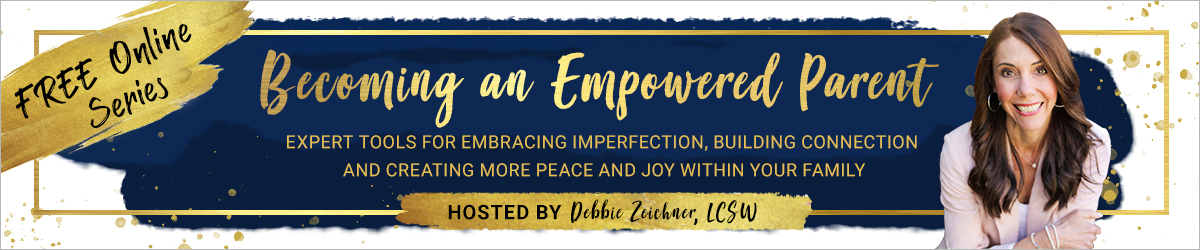 FREE Online
Series
Becoming an Empowered Parent
EXPERT TOOLS FOR EMBRACING IMPERFECTION, BUILDING CONNECTION
AND CREATING MORE PEACE AND JOY WITHIN YOUR FAMILY
HOSTED BY Debbie Zeichner, LCSW